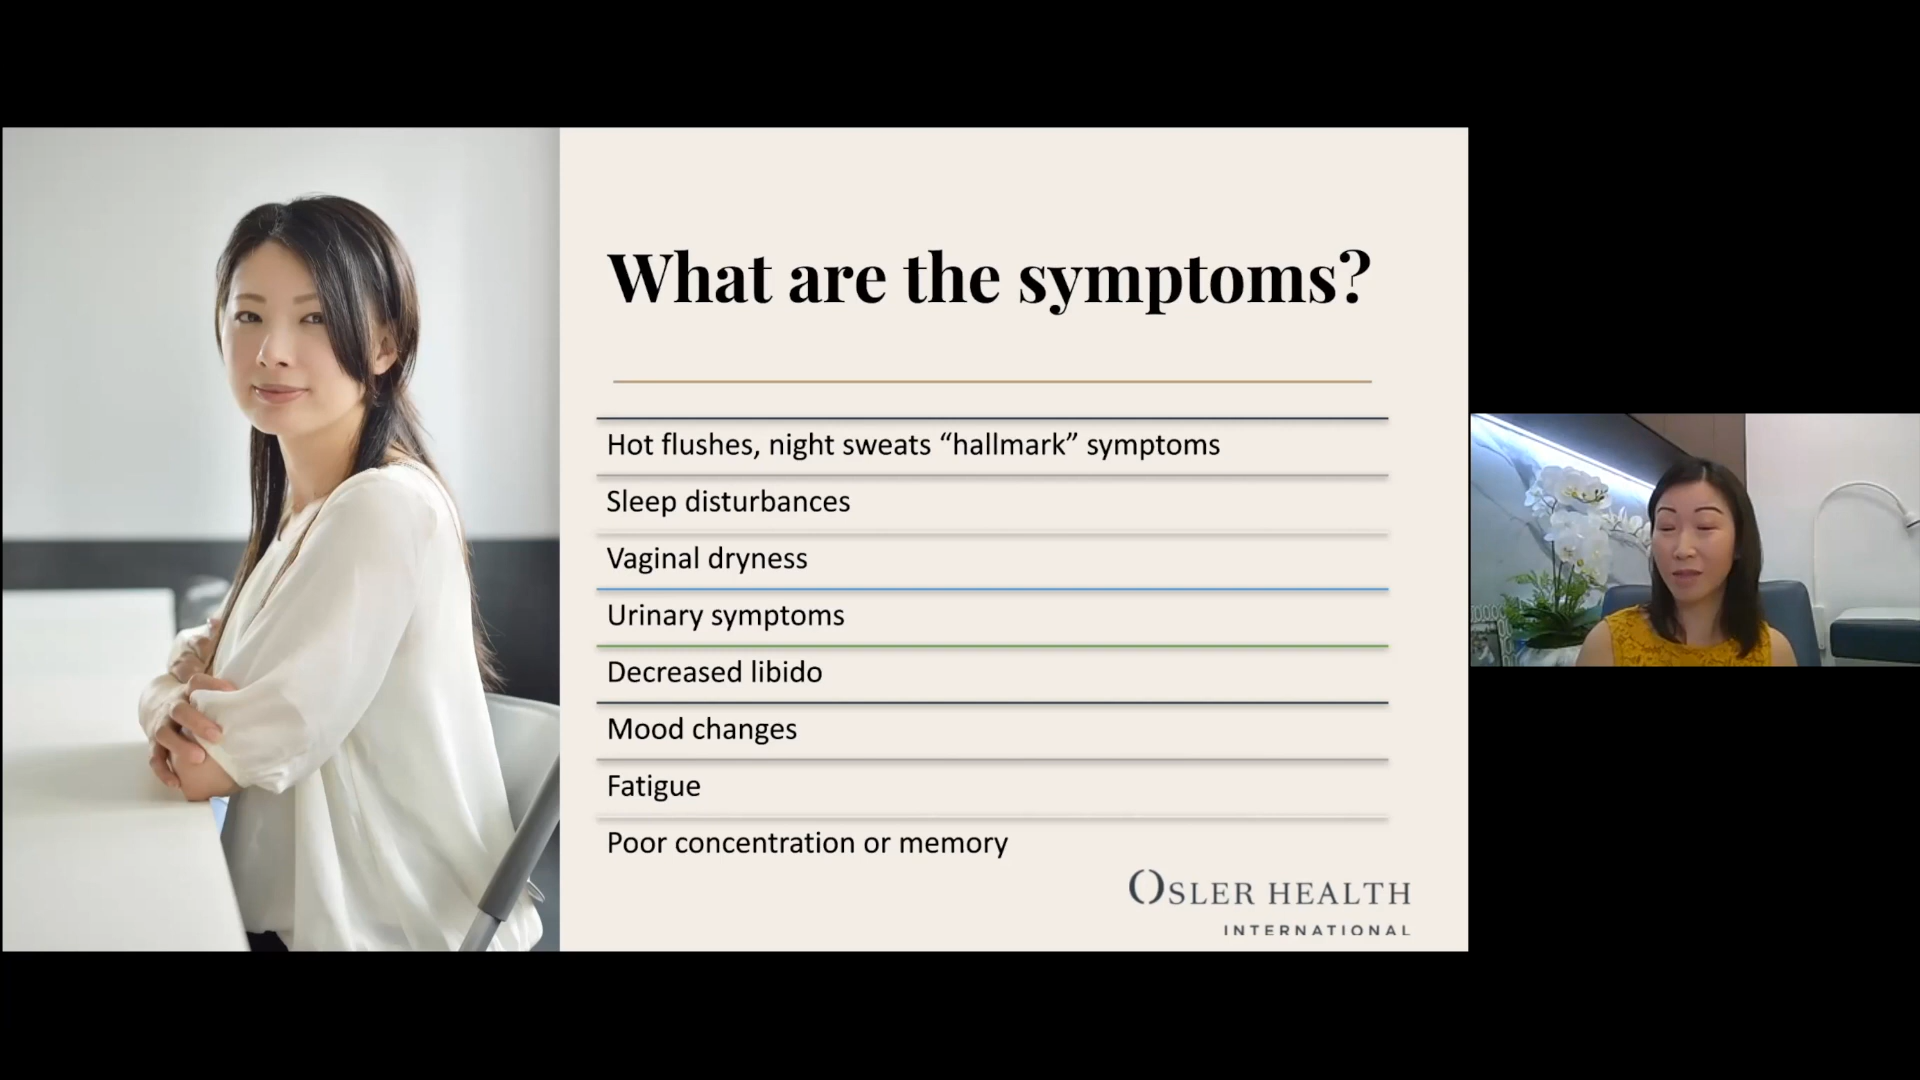 What are the symptoms?
Hot flushes, night sweats “hallmark” symptoms
Sleep disturbances
Vaginal dryness
Urinary symptoms
Decreased libido
Mood changes
Fatigue
Poor concentration or memory
OSLER HEALTH
INTERNATIONAL